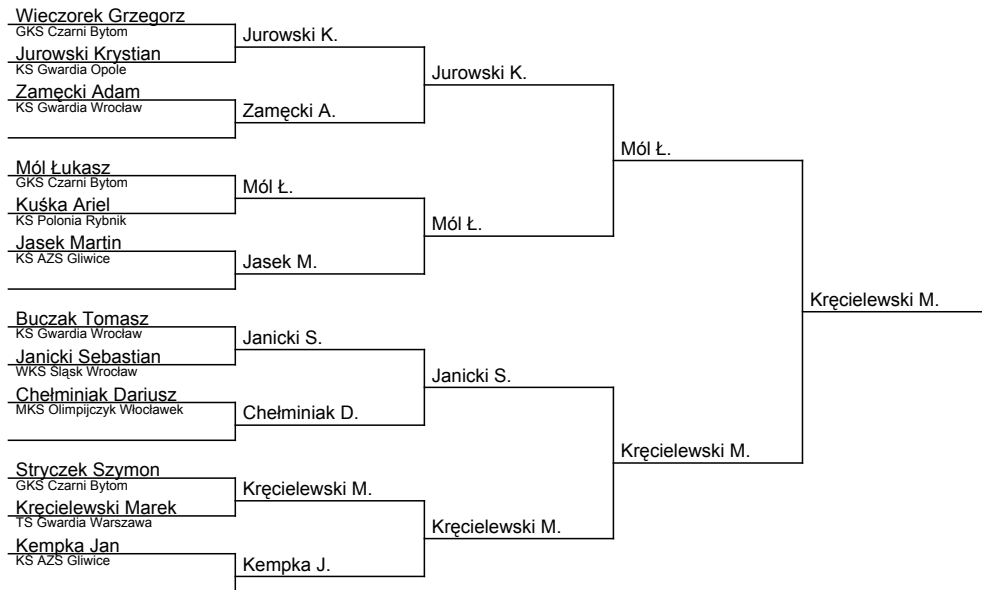 Wieczorek Grzegorz
GKS Czarni Bytom
Jurowski Krystian
KS Gwardia Opole
Zamęcki Adam
KS Gwardia Wrocław
Mól Łukasz
GKS Czarni Bytom
Kuśka Ariel
KS Polonia Rybnik
Jasek Martin
KS AZS Gliwice
Buczak Tomasz
KS Gwardia Wrocław
Janicki Sebastian
WKS Śląsk Wrocław
Chełminiak Dariusz
MKS Olimpijczyk Włocławek
Stryczek Szymon
GKS Czarni Bytom
Kręcielewski Marek
TS Gwardia Warszawa
Kempka Jan
KS AZS Gliwice
Jurowski K.
Zamęcki A.
Mól Ł.
Jasek M.
Janicki S.
Chełminiak D.
Kręcielewski M.
Kempka J.
Jurowski K.
Mól Ł.
Janicki S.
Kręcielewski M.
Mól Ł.
Kręcielewski M.
Kręcielewski M.